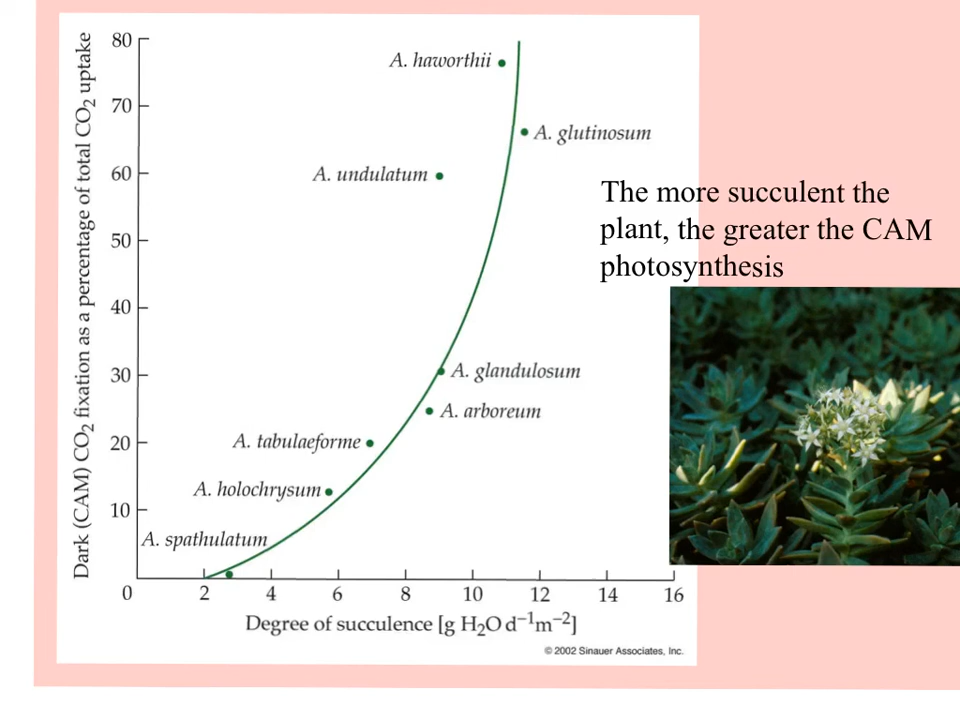 Dark (CAM) CO₂ fixation as a percentage of total CO₂ uptake
80
70
60
50
40
30
20
10
A. haworthii
A. glutinosum
A. undulatum
A. glandulosum
A. arboreum
A. tabulaeforme
A. holochrysum
A. spathulatum
0 2 4 6 8 10 12 14 16
Degree of succulence [g H₂O d⁻¹m⁻²]
© 2002 Sinauer Associates, Inc.
The more succulent the
plant, the greater the CAM
photosynthesis